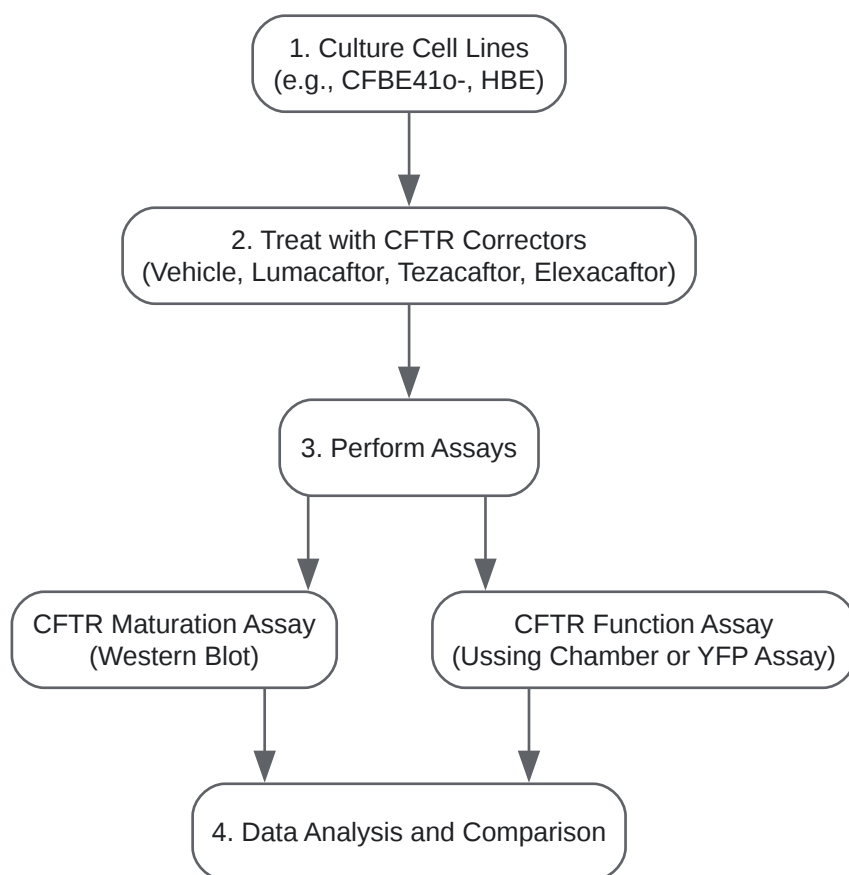 1. Culture Cell Lines
(e.g., CFBE41o-, HBE)
2. Treat with CFTR Correctors
(Vehicle, Lumacaftor, Tezacaftor, Elexacaftor)
3. Perform Assays
CFTR Maturation Assay
(Western Blot)
CFTR Function Assay
(Ussing Chamber or YFP Assay)
4. Data Analysis and Comparison